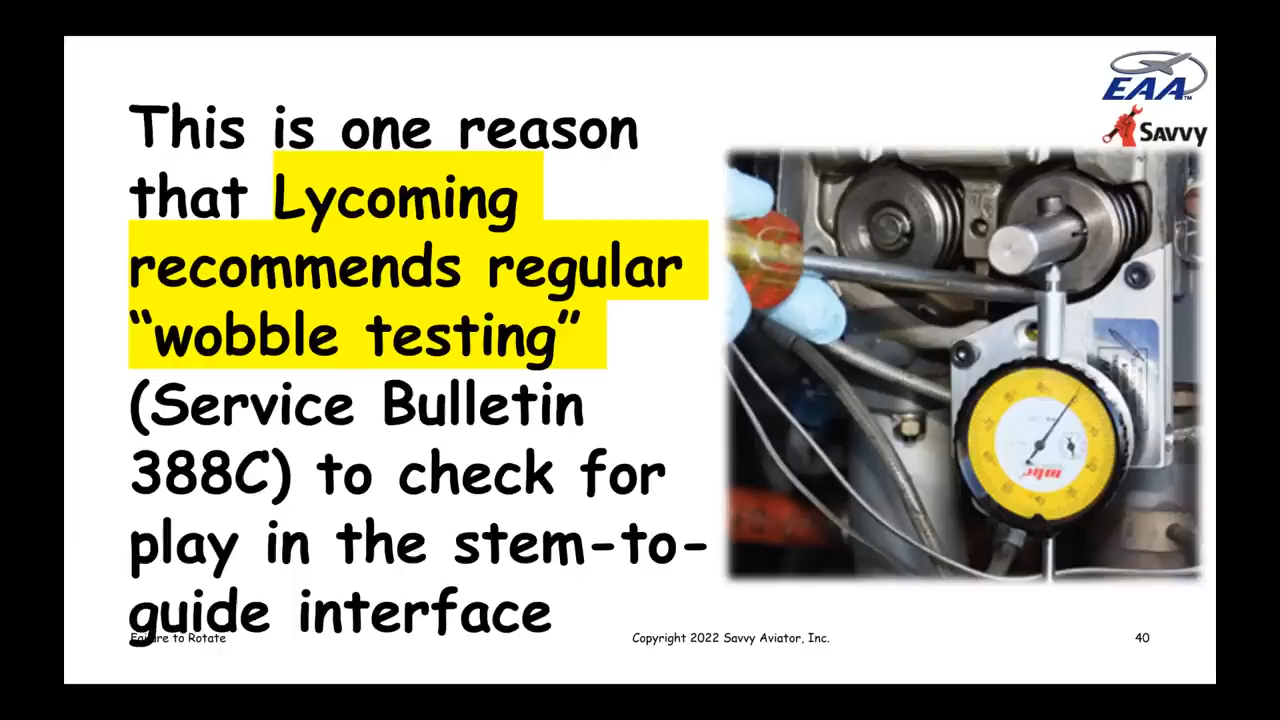 This is one reason
that Lycoming
recommends regular
“wobble testing”
(Service Bulletin
388C) to check for
play in the stem-to-
guide interface
EAA™
SAVVY
Failure to Rotate
Copyright 2022 Savvy Aviator, Inc.
40